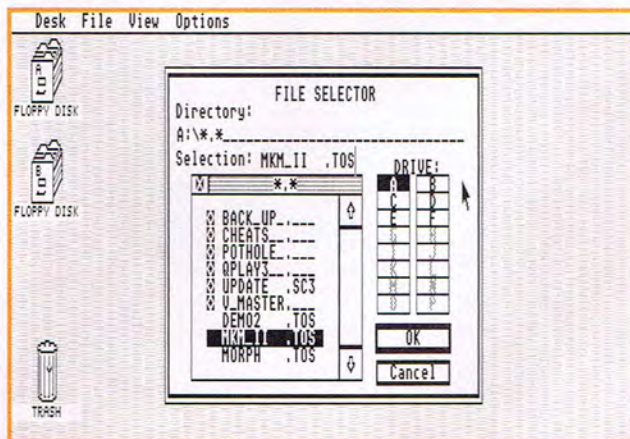 Desk File View Options
A
FLOPPY DISK
B
FLOPPY DISK
TRASH
FILE SELECTOR
Directory:
A:\*.*______________________________
Selection: MKM_II  .TOS
*.*
BACK_UP_.___
CHEATS__.___
POTHOLE_.___
QPLAY3__.___
UPDATE  .SC3
V_MASTER.___
DEMO2   .TOS
MKM_II  .TOS
MORPH   .TOS
DRIVE:
A B
C D
E F
G H
I J
K L
M N
O P
OK
Cancel